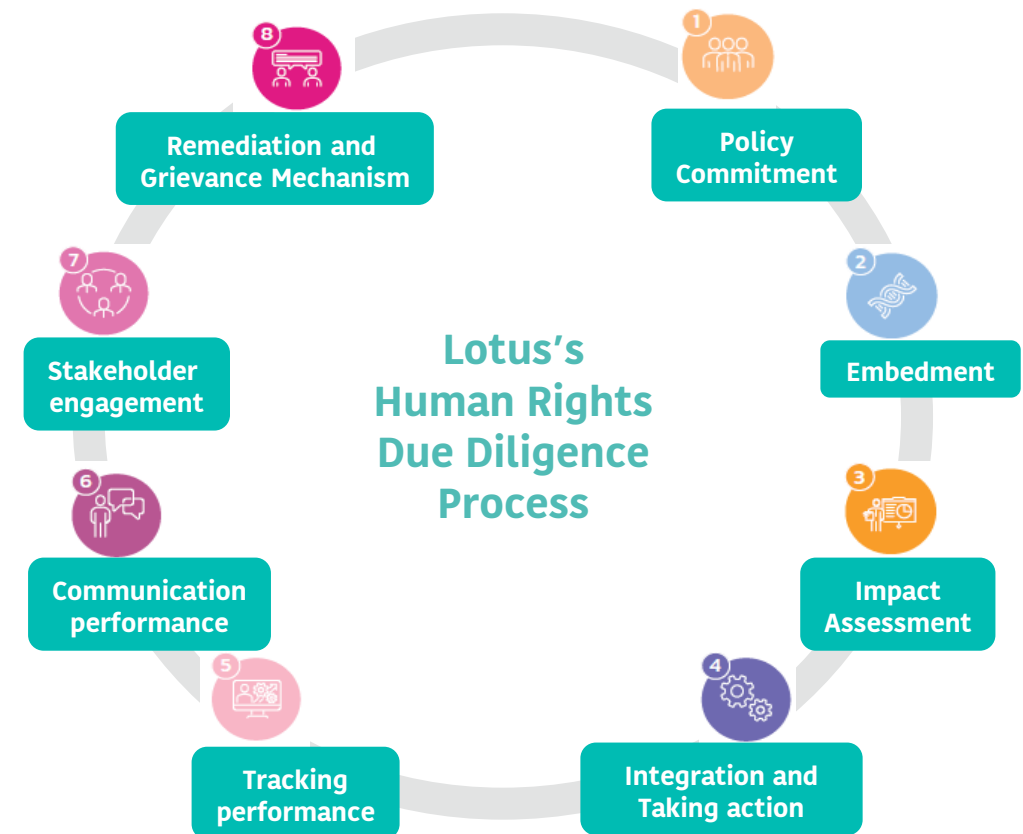 Lotus's
Human Rights
Due Diligence
Process
1
Policy
Commitment
2
Embedment
3
Impact
Assessment
4
Integration and
Taking action
5
Tracking
performance
6
Communication
performance
7
Stakeholder
engagement
8
Remediation and
Grievance Mechanism